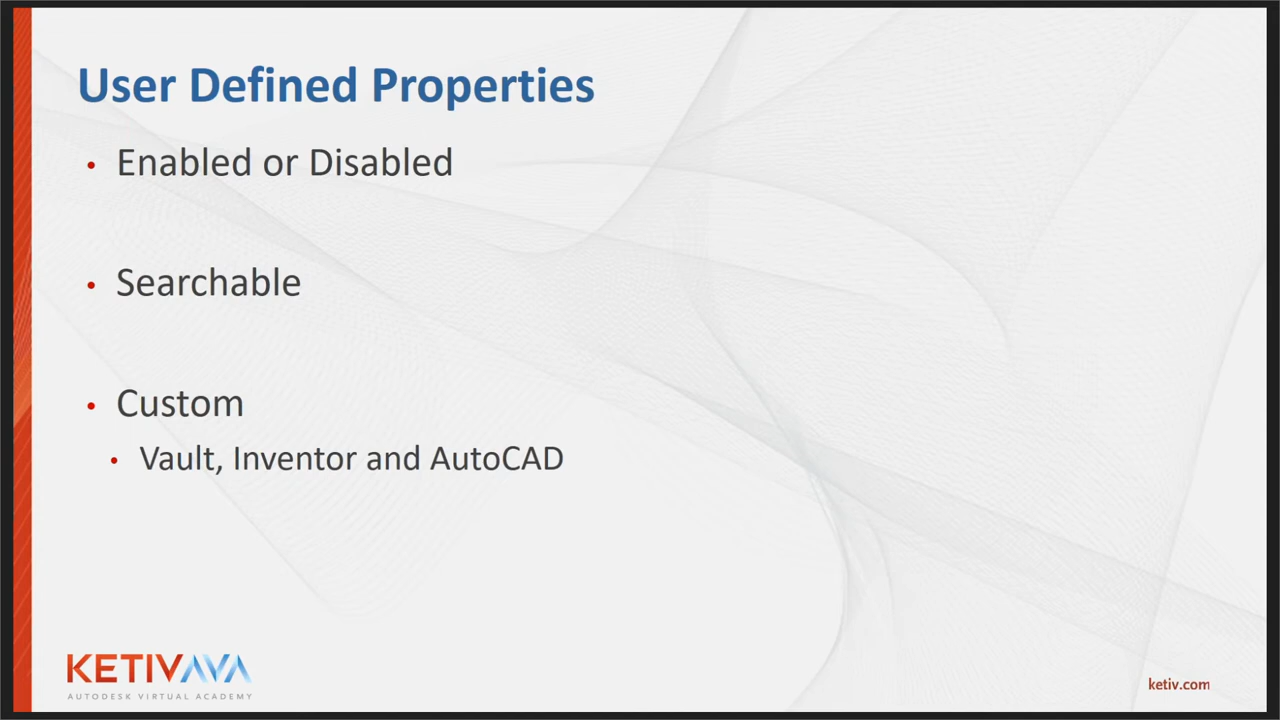 User Defined Properties
• Enabled or Disabled
• Searchable
• Custom
• Vault, Inventor and AutoCAD
KETIVAVA
AUTODESK VIRTUAL ACADEMY
ketiv.com